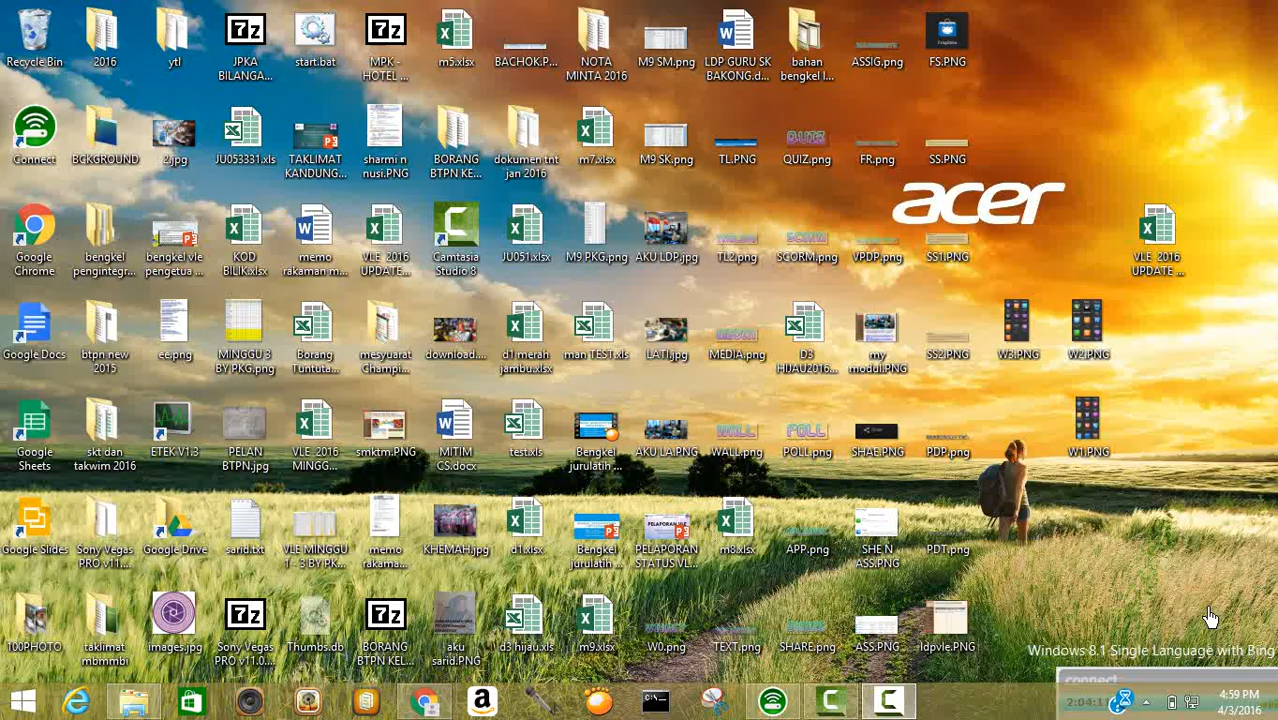 Recycle Bin
2016
ytl
JPKA
BILANGA...
start.bat
MPK -
HOTEL ...
m5.xlsx
BACHOK.P...
NOTA
MINTA 2016
M9 SM.png
LDP GURU SK
BAKONG.d...
bahan
bengkel l...
ASSIG.png
FS.PNG
Connect
BCKGROUND
2.jpg
JU053331.xls
TAKLIMAT
KANDUNG...
sharmi n
nusi.PNG
BORANG
BTPN KE...
dokumen tnt
jan 2016
m7.xlsx
M9 SK.png
TL.PNG
QUIZ.png
FR.png
SS.PNG
acer
Google
Chrome
bengkel
pengintegr...
bengkel vle
pengetua ...
KOD
BILIK.xlsx
memo
rakaman m...
VLE_2016
UPDATE ...
Camtasia
Studio 8
JU051.xlsx
M9 PKG.png
AKU LDP.jpg
TL2.png
SCORM.png
VPDP.png
SS1.PNG
VLE_2016
UPDATE ...
Google Docs
btpn new
2015
ee.png
MINGGU 3
BY PKG.png
Borang
Tuntuta...
mesyuarat
Champi...
download....
d1 merah
jambu.xlsx
man TEST.xls
LATI.jpg
MEDIA.png
D3
HIJAU2016...
my
modul.PNG
SS2.PNG
W3.PNG
W2.PNG
Google
Sheets
skt dan
takwim 2016
ETEK V1.3
PELAN
BTPN.jpg
VLE_2016
MINGG...
smktm.PNG
MITIM
CS.docx
test.xls
Bengkel
jurulatih ...
AKU LA.PNG
WALL.png
POLL.png
SHAE.PNG
PDP.png
W1.PNG
Google Slides
Sony Vegas
PRO v11....
Google Drive
sarid.txt
VLE MINGGU
1 - 3 BY PK...
memo
rakama...
KHEMAH.jpg
d1.xlsx
Bengkel
jurulatih ...
PELAPORAN
STATUS VL...
m8.xlsx
APP.png
SHE N
ASS.PNG
PDT.png
100PHOTO
taklimat
mbmmbi
images.jpg
Sony Vegas
PRO v11.0...
Thumbs.db
BORANG
BTPN KEL...
aku
sarid.PNG
d3 hijau.xls
m9.xlsx
W0.png
TEXT.png
SHARE.png
ASS.PNG
ldpvle.PNG
Windows 8.1 Single Language with Bing
connect
4:59 PM
4/3/2016